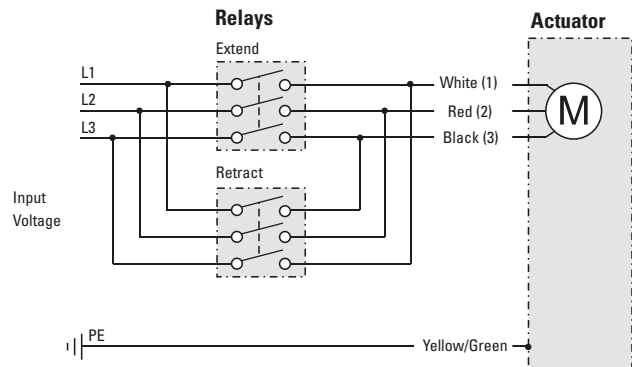 Relays
Actuator
Extend
L1
White (1)
L2
Red (2)
M
L3
Black (3)
Retract
Input
Voltage
PE
Yellow/Green